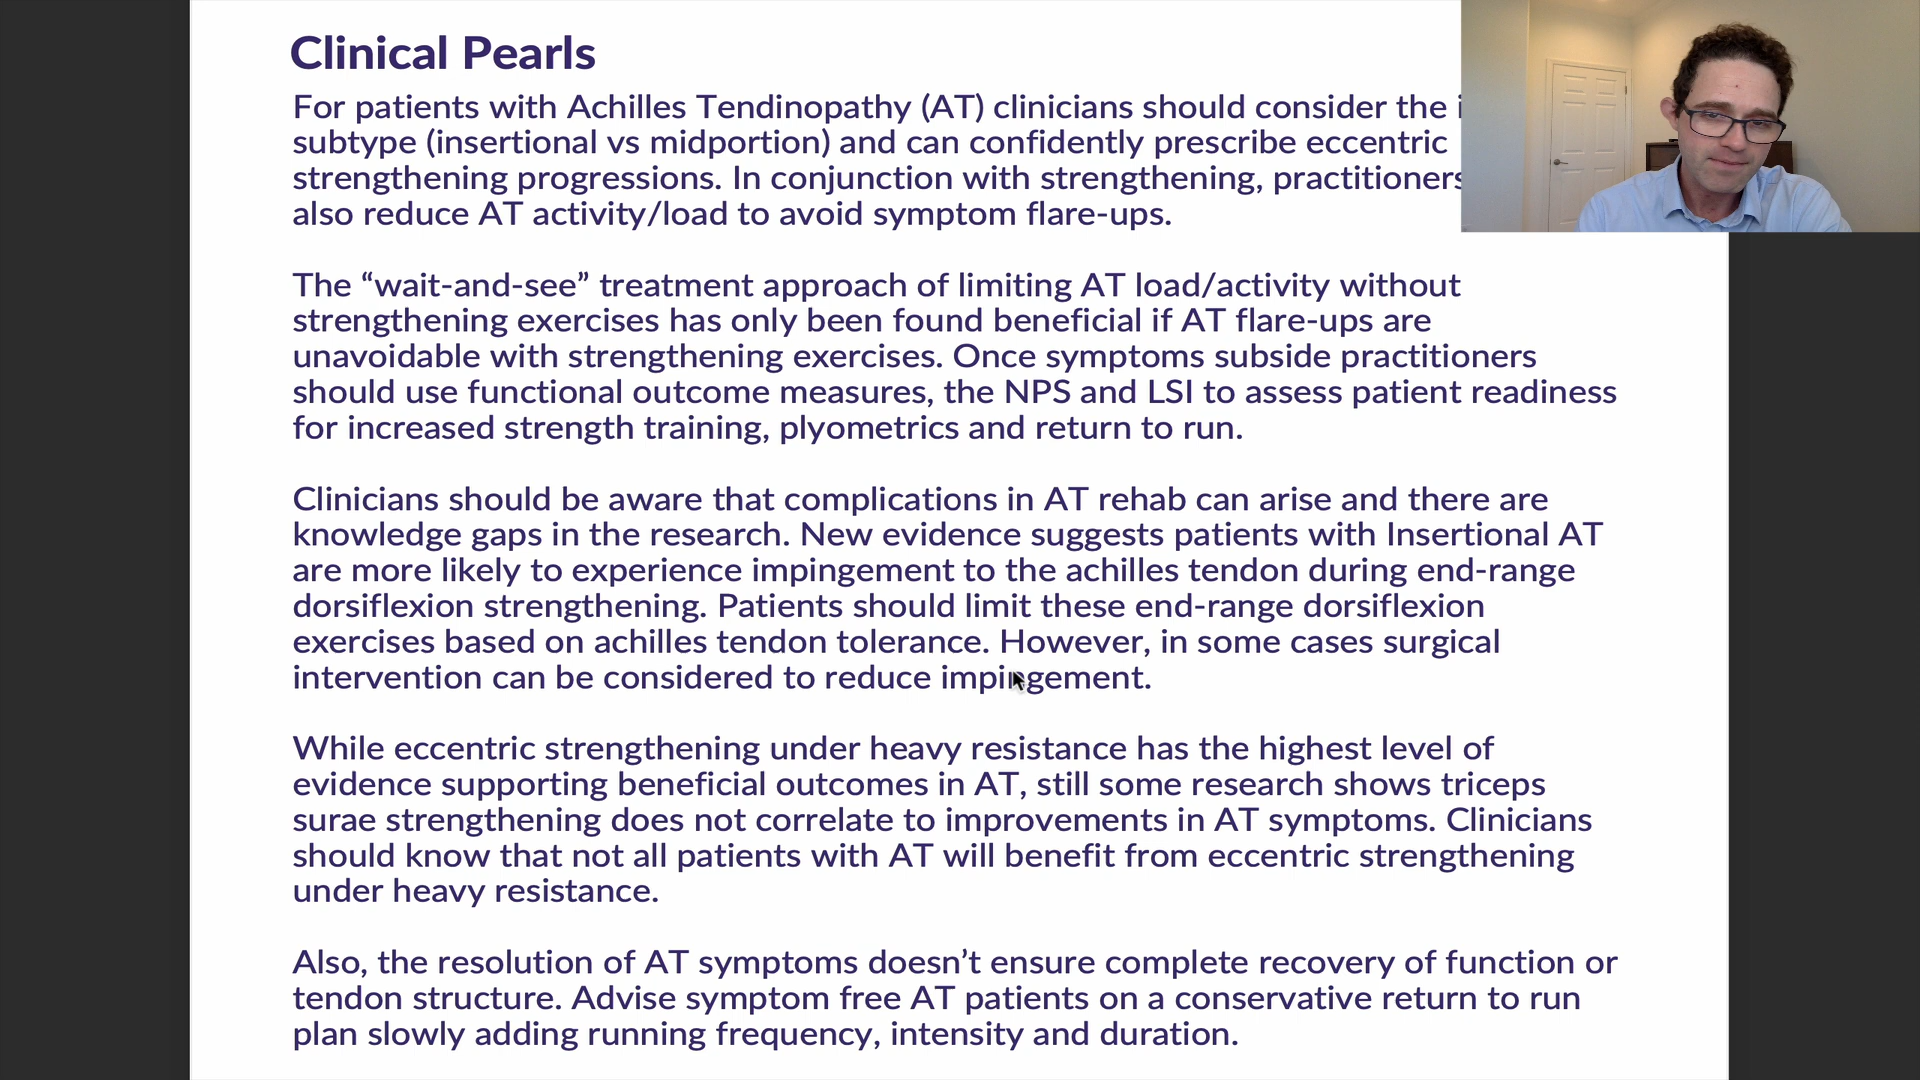 Clinical Pearls
For patients with Achilles Tendinopathy (AT) clinicians should consider the
subtype (insertional vs midportion) and can confidently prescribe eccentric
strengthening progressions. In conjunction with strengthening, practitioners
also reduce AT activity/load to avoid symptom flare-ups.
The “wait-and-see” treatment approach of limiting AT load/activity without
strengthening exercises has only been found beneficial if AT flare-ups are
unavoidable with strengthening exercises. Once symptoms subside practitioners
should use functional outcome measures, the NPS and LSI to assess patient readiness
for increased strength training, plyometrics and return to run.
Clinicians should be aware that complications in AT rehab can arise and there are
knowledge gaps in the research. New evidence suggests patients with Insertional AT
are more likely to experience impingement to the achilles tendon during end-range
dorsiflexion strengthening. Patients should limit these end-range dorsiflexion
exercises based on achilles tendon tolerance. However, in some cases surgical
intervention can be considered to reduce impingement.
While eccentric strengthening under heavy resistance has the highest level of
evidence supporting beneficial outcomes in AT, still some research shows triceps
surae strengthening does not correlate to improvements in AT symptoms. Clinicians
should know that not all patients with AT will benefit from eccentric strengthening
under heavy resistance.
Also, the resolution of AT symptoms doesn’t ensure complete recovery of function or
tendon structure. Advise symptom free AT patients on a conservative return to run
plan slowly adding running frequency, intensity and duration.